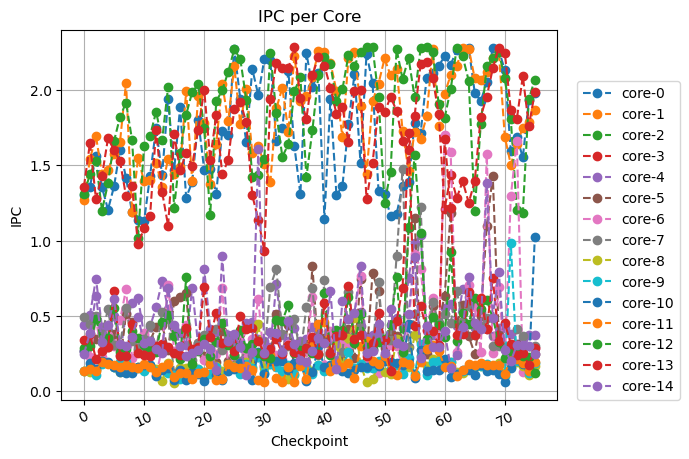 IPC per Core
IPC
2.0
1.5
1.0
0.5
0.0
0
10
20
30
40
50
60
70
Checkpoint
core-0
core-1
core-2
core-3
core-4
core-5
core-6
core-7
core-8
core-9
core-10
core-11
core-12
core-13
core-14